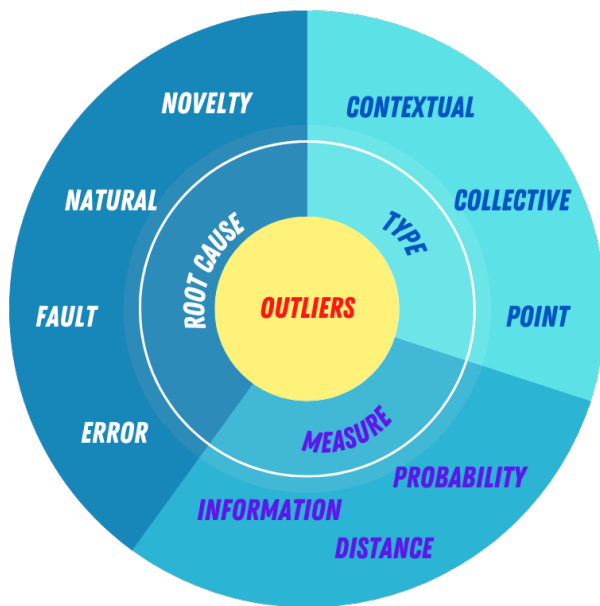 NOVELTY
CONTEXTUAL
NATURAL
COLLECTIVE
ROOT CAUSE
TYPE
OUTLIERS
FAULT
POINT
ERROR
MEASURE
PROBABILITY
INFORMATION
DISTANCE